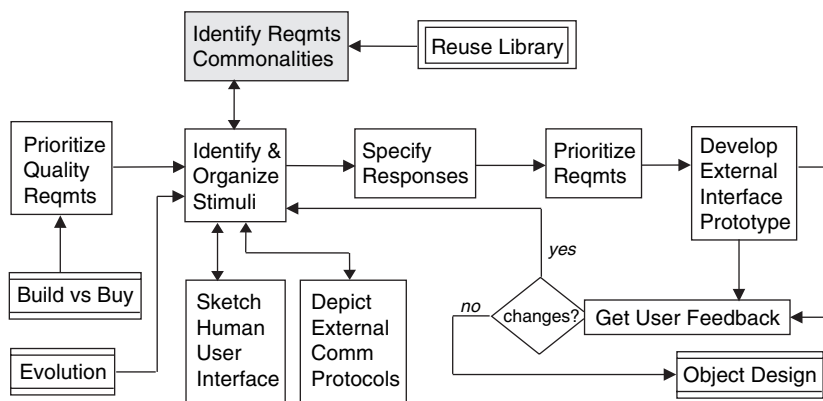 Identify Reqmts
Commonalities
Reuse Library
Prioritize
Quality
Reqmts
Identify &
Organize
Stimuli
Specify
Responses
Prioritize
Reqmts
Develop
External
Interface
Prototype
Build vs Buy
Evolution
Sketch
Human
User
Interface
Depict
External
Comm
Protocols
yes
no
changes?
Get User Feedback
Object Design